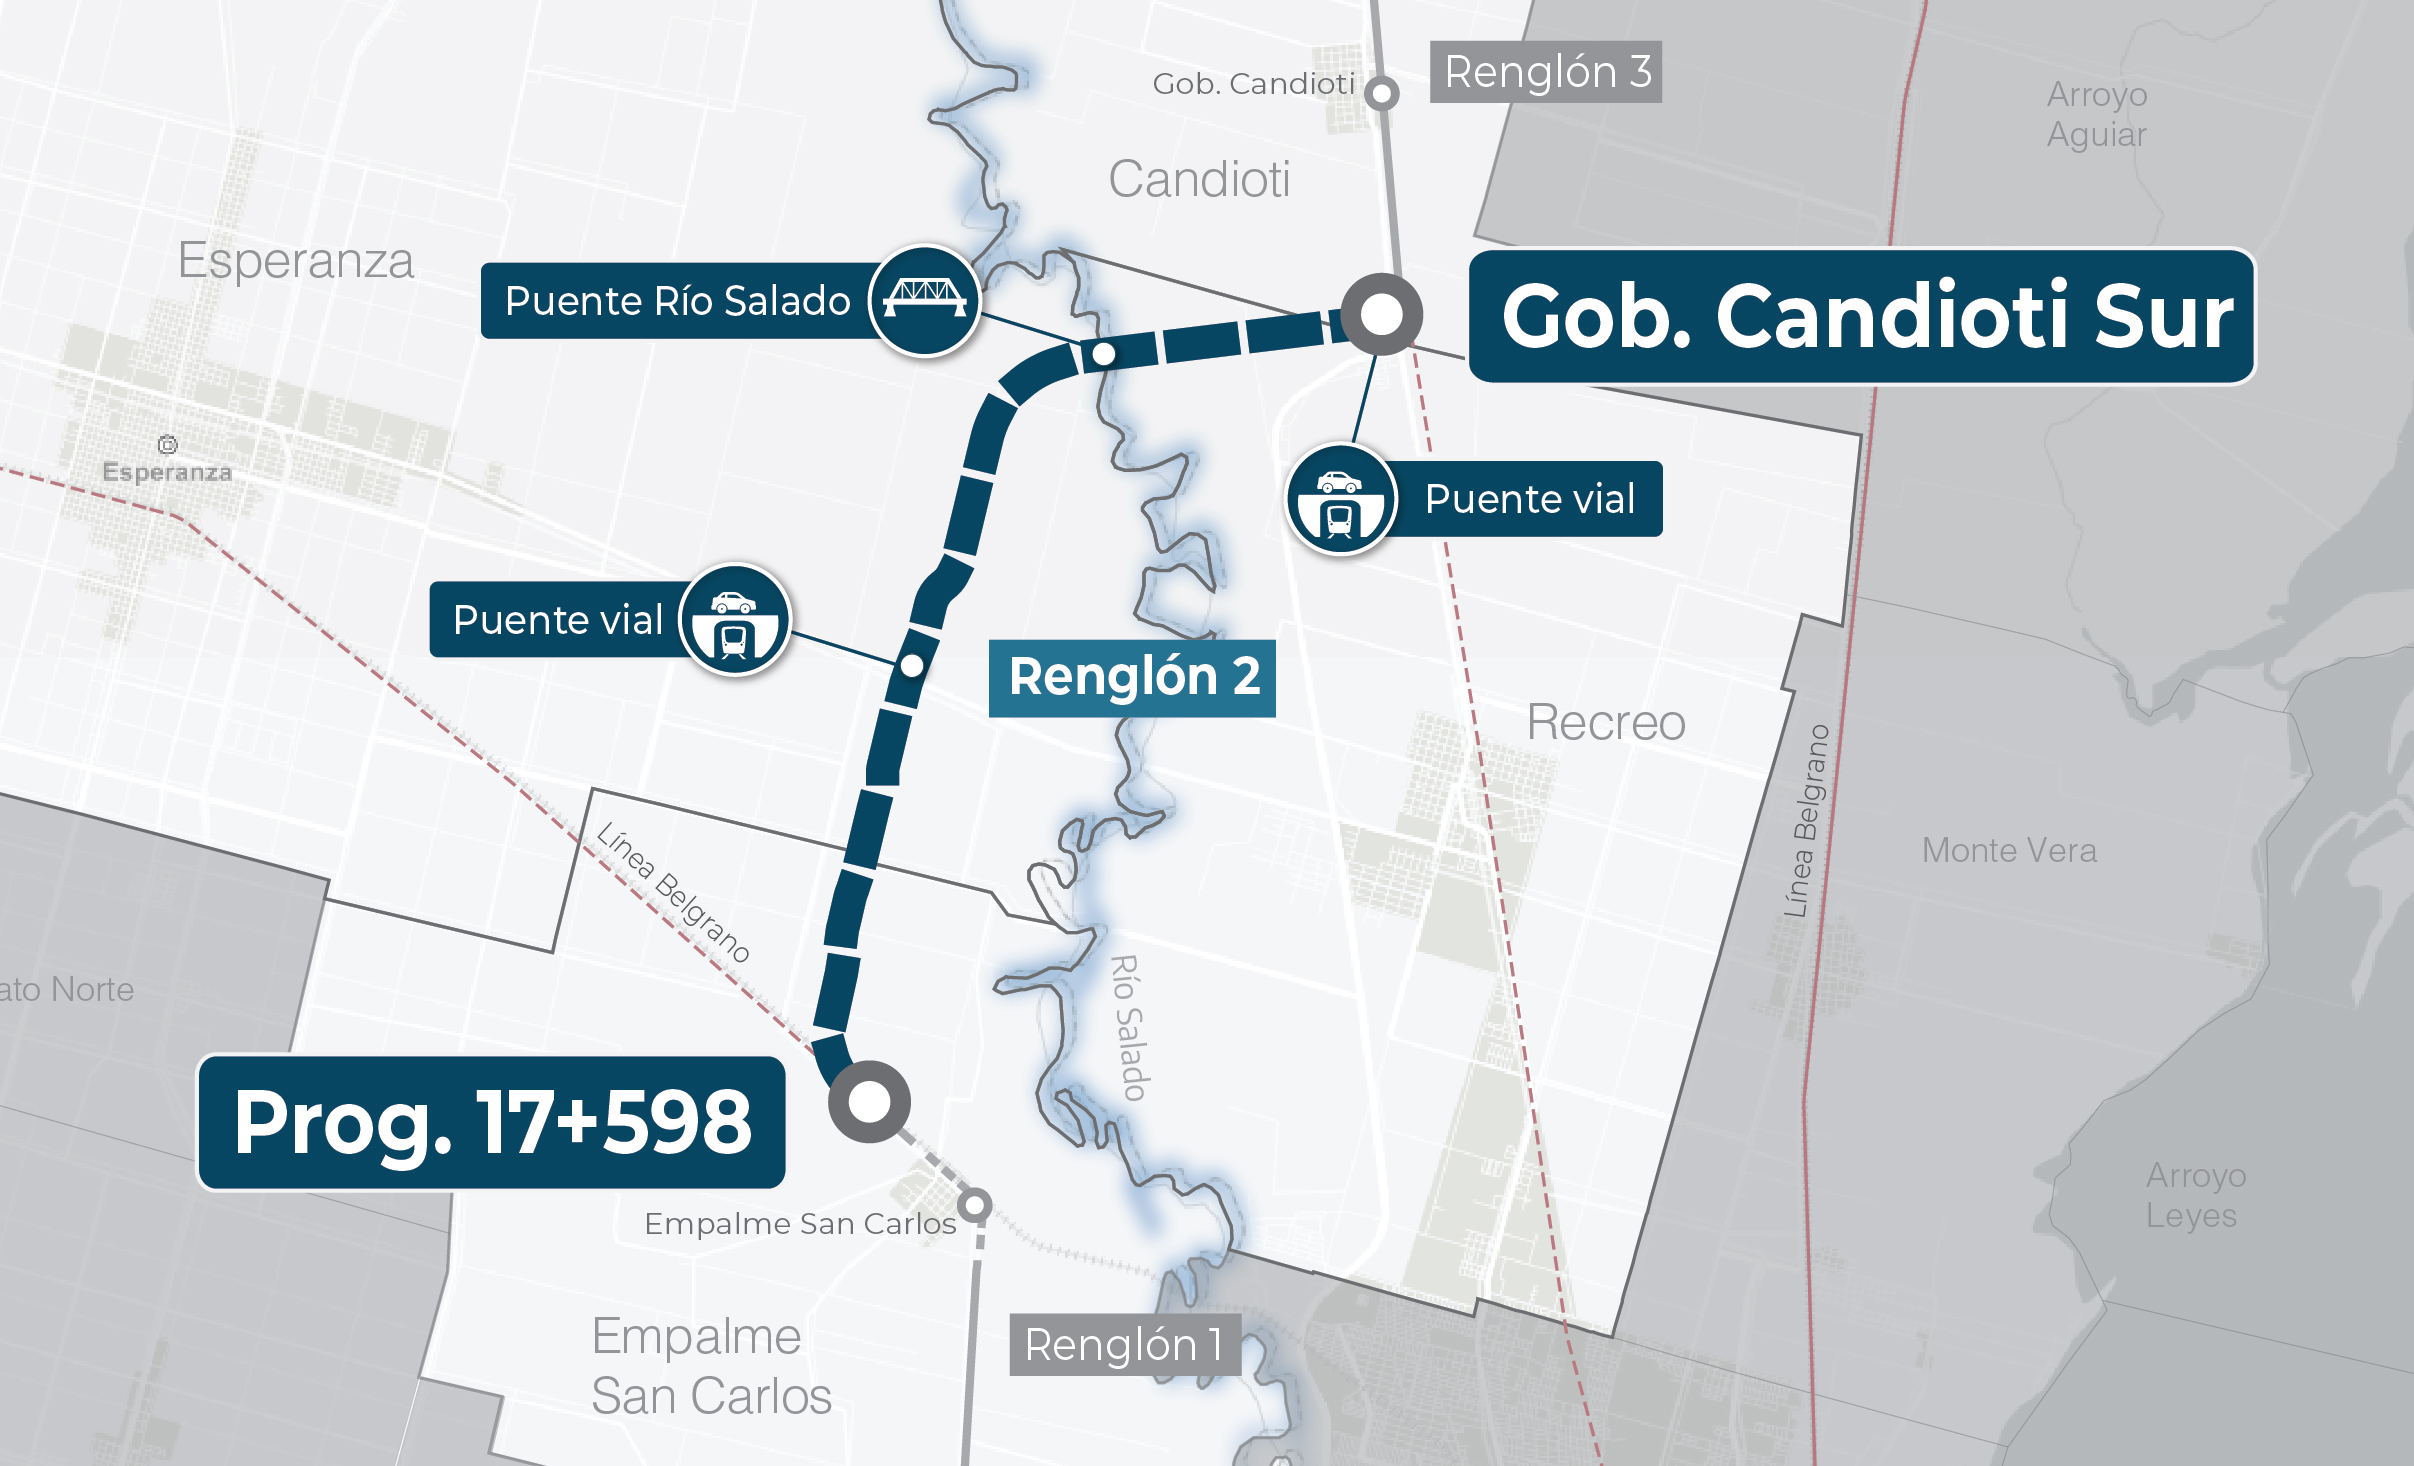 Gob. Candioti
Renglón 3
Arroyo
Aguiar
Candioti
Esperanza
Puente Río Salado
Gob. Candioti Sur
Esperanza
Puente vial
Puente vial
Renglón 2
Recreo
Línea Belgrano
Línea Belgrano
Monte Vera
ato Norte
Río Salado
Prog. 17+598
Empalme San Carlos
Arroyo
Leyes
Empalme
San Carlos
Renglón 1